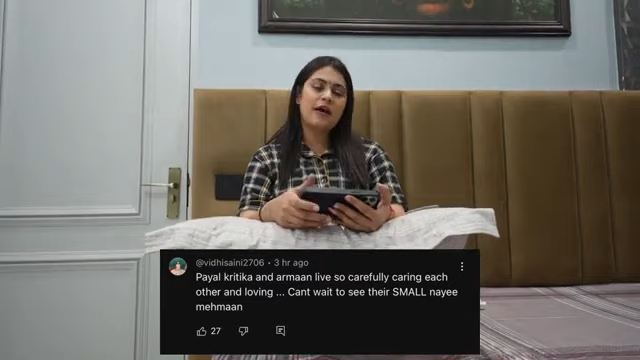 @vidhisaini2706 • 3 hr ago
Payal kritika and armaan live so carefully caring each
other and loving ... Cant wait to see their SMALL nayee
mehmaan
27